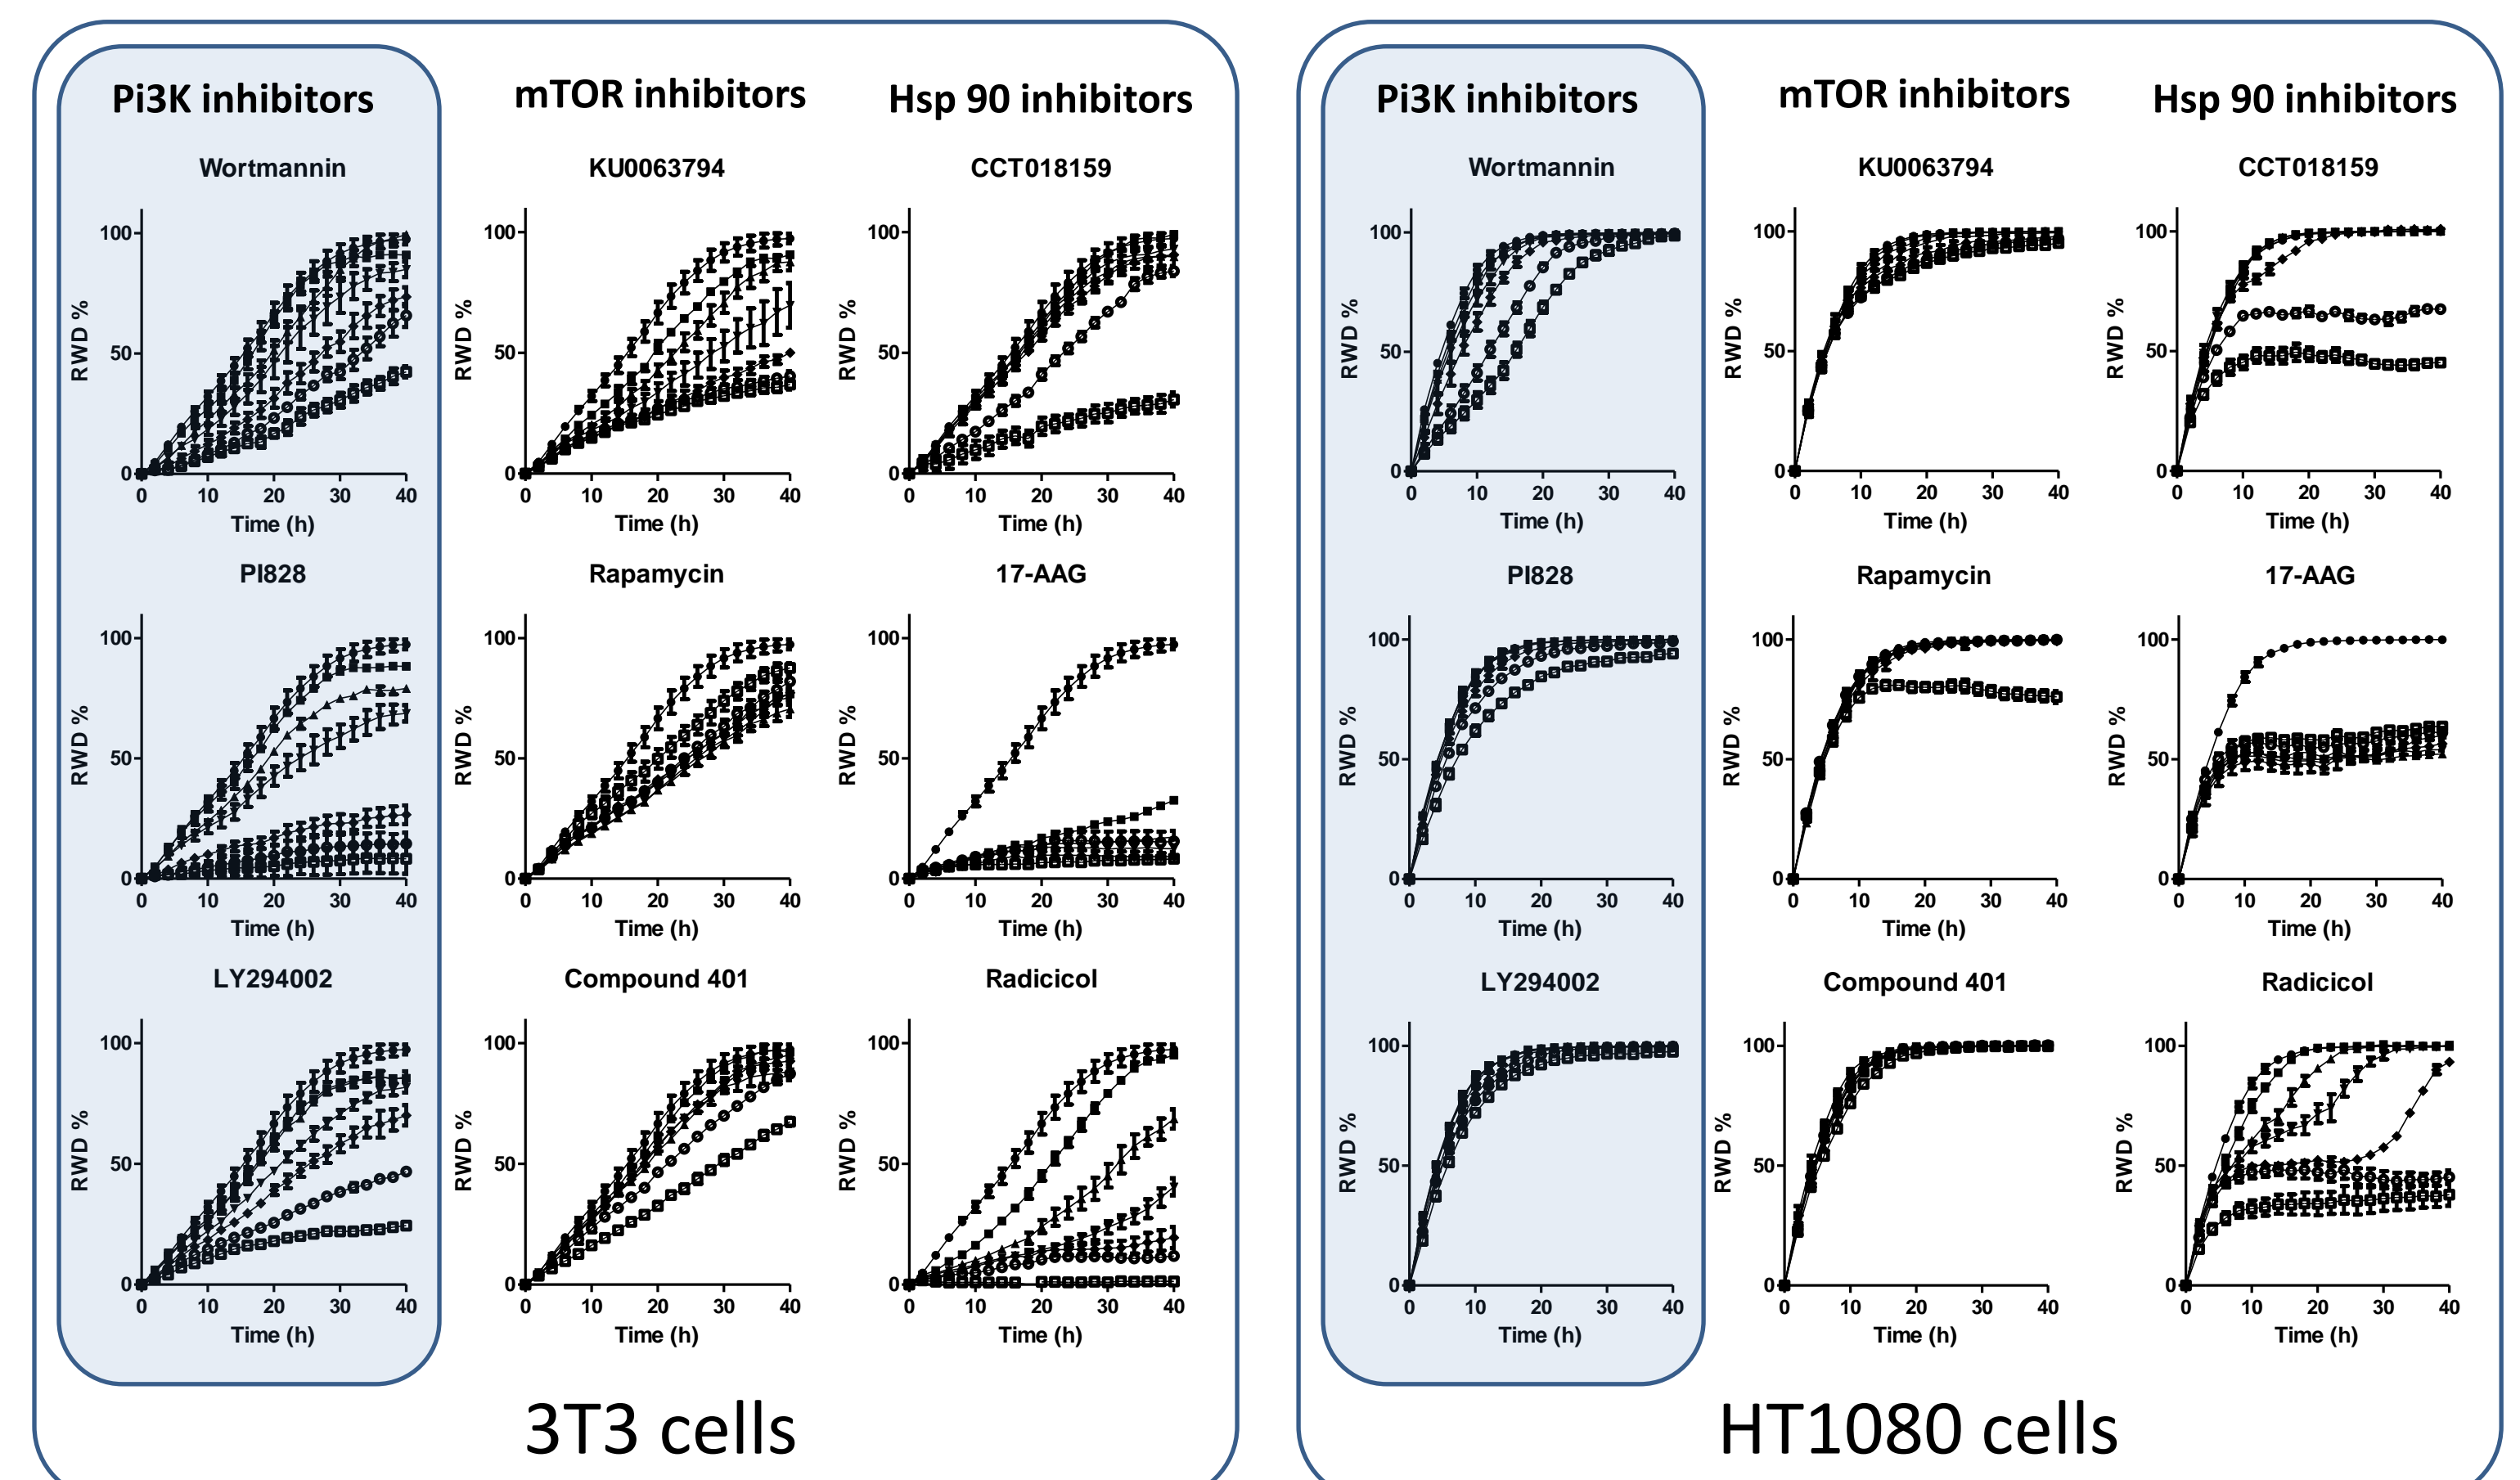 Pi3K inhibitors mTOR inhibitors Hsp 90 inhibitors
Wortmannin KU0063794 CCT018159
RWD % 100 50 0 RWD % 100 50 0 RWD % 100 50 0
0 10 20 30 40 0 10 20 30 40 0 10 20 30 40
Time (h) Time (h) Time (h)
PI828 Rapamycin 17-AAG
RWD % 100 50 0 RWD % 100 50 0 RWD % 100 50 0
0 10 20 30 40 0 10 20 30 40 0 10 20 30 40
Time (h) Time (h) Time (h)
LY294002 Compound 401 Radicicol
RWD % 100 50 0 RWD % 100 50 0 RWD % 100 50 0
0 10 20 30 40 0 10 20 30 40 0 10 20 30 40
Time (h) Time (h) Time (h)
3T3 cells
Pi3K inhibitors mTOR inhibitors Hsp 90 inhibitors
Wortmannin KU0063794 CCT018159
RWD % 100 50 0 RWD % 100 50 0 RWD % 100 50 0
0 10 20 30 40 0 10 20 30 40 0 10 20 30 40
Time (h) Time (h) Time (h)
PI828 Rapamycin 17-AAG
RWD % 100 50 0 RWD % 100 50 0 RWD % 100 50 0
0 10 20 30 40 0 10 20 30 40 0 10 20 30 40
Time (h) Time (h) Time (h)
LY294002 Compound 401 Radicicol
RWD % 100 50 0 RWD % 100 50 0 RWD % 100 50 0
0 10 20 30 40 0 10 20 30 40 0 10 20 30 40
Time (h) Time (h) Time (h)
HT1080 cells